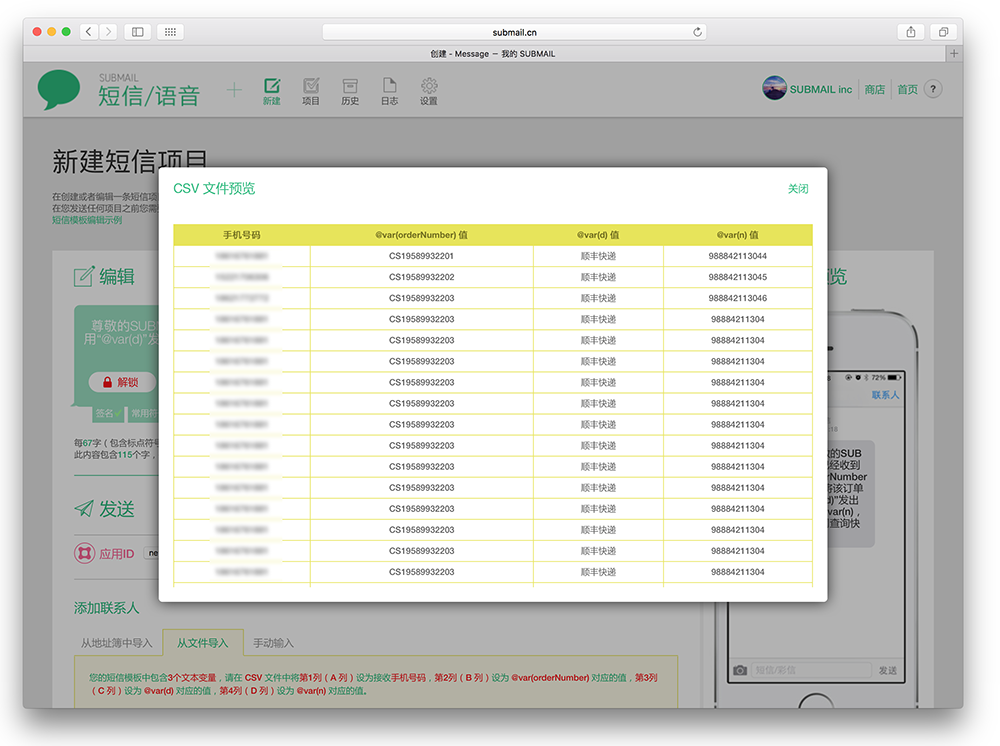 submail.cn
创建 - Message — 我的 SUBMAIL
SUBMAIL
短信/语音
新建
项目
历史
日志
设置
SUBMAIL inc
商店
首页
?
新建短信项目
在创建或者编辑一条短信项
在您发送任何项目之前您需
短信模板编辑示例
CSV 文件预览
关闭
手机号码 @var(orderNumber) 值 @var(d) 值 @var(n) 值
CS19589932201 顺丰快递 988842113044
CS19589932202 顺丰快递 988842113045
CS19589932203 顺丰快递 988842113046
CS19589932203 顺丰快递 98884211304
CS19589932203 顺丰快递 98884211304
CS19589932203 顺丰快递 98884211304
CS19589932203 顺丰快递 98884211304
CS19589932203 顺丰快递 98884211304
CS19589932203 顺丰快递 98884211304
CS19589932203 顺丰快递 98884211304
CS19589932203 顺丰快递 98884211304
CS19589932203 顺丰快递 98884211304
CS19589932203 顺丰快递 98884211304
CS19589932203 顺丰快递 98884211304
CS19589932203 顺丰快递 98884211304
CS19589932203 顺丰快递 98884211304
编辑
尊敬的SUB
用"@var(d)"发
解锁
签名✓
常用符
每67字（包含标点符号
此内容包含115个字，
发送
应用ID
ne
添加联系人
从地址簿中导入
从文件导入
手动输入
您的短信模板中包含3个文本变量，请在 CSV 文件中将第1列（A 列）设为接收手机号码，第2列（B 列）设为 @var(orderNumber) 对应的值，第3列
（C 列）设为 @var(d) 对应的值，第4列（D 列）设为 @var(n) 对应的值。
览
72%
联系人
的SUB
经收到
lerNumber
将该订单
d)"发出
var(n)，
查询快
短信/彩信
发送